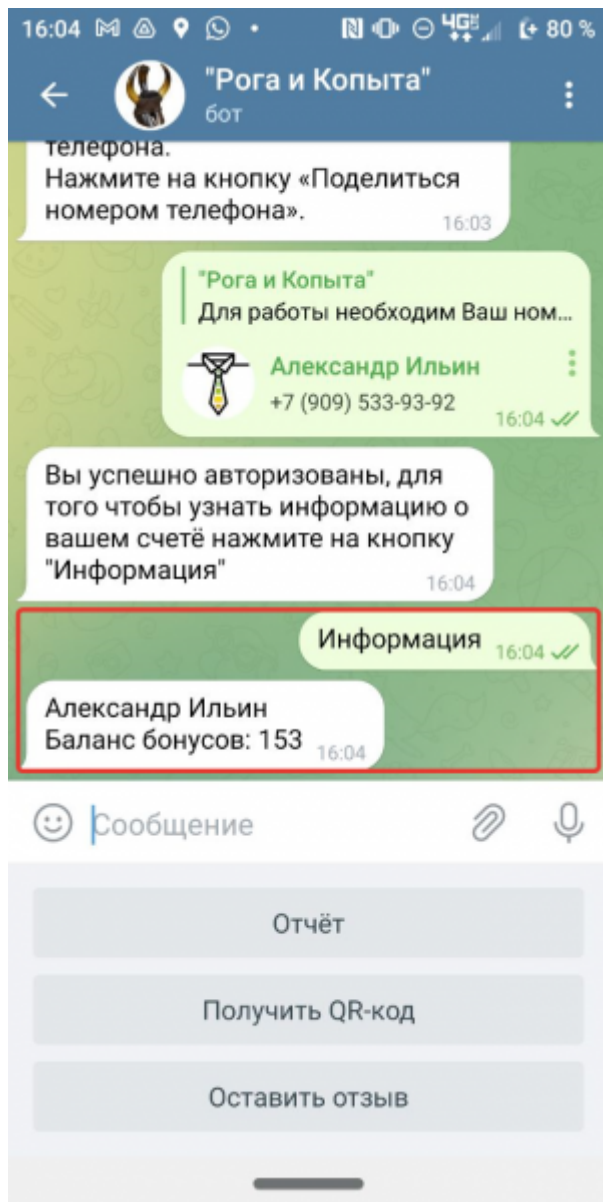 16:04 4G 80 %
"Рога и Копыта"
бот
телефона.
Нажмите на кнопку «Поделиться
номером телефона».
16:03
"Рога и Копыта"
Для работы необходим Ваш ном...
Александр Ильин
+7 (909) 533-93-92
16:04
Вы успешно авторизованы, для
того чтобы узнать информацию о
вашем счетё нажмите на кнопку
"Информация"
16:04
Информация 16:04
Александр Ильин
Баланс бонусов: 153 16:04
Сообщение
Отчёт
Получить QR-код
Оставить отзыв